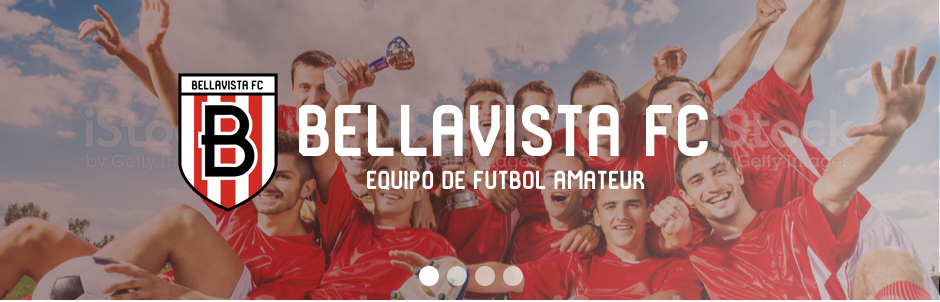 BELLAVISTA FC
B
BELLAVISTA FC
EQUIPO DE FUTBOL AMATEUR
iStock
by Getty Images
iStock
by Getty Images